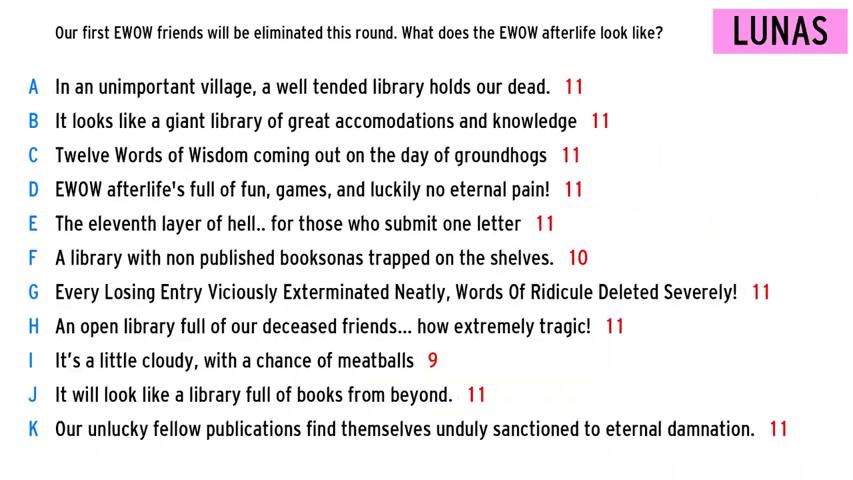 Our first EWOW friends will be eliminated this round. What does the EWOW afterlife look like?
LUNAS
A In an unimportant village, a well tended library holds our dead. 11
B It looks like a giant library of great accomodations and knowledge 11
C Twelve Words of Wisdom coming out on the day of groundhogs 11
D EWOW afterlife's full of fun, games, and luckily no eternal pain! 11
E The eleventh layer of hell.. for those who submit one letter 11
F A library with non published booksonas trapped on the shelves. 10
G Every Losing Entry Viciously Exterminated Neatly, Words Of Ridicule Deleted Severely! 11
H An open library full of our deceased friends... how extremely tragic! 11
I It’s a little cloudy, with a chance of meatballs 9
J It will look like a library full of books from beyond. 11
K Our unlucky fellow publications find themselves unduly sanctioned to eternal damnation. 11